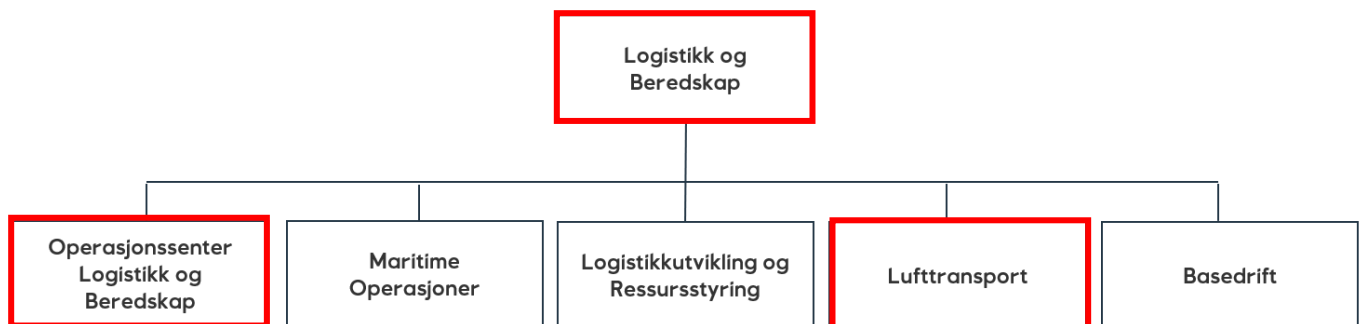 Logistikk og
Beredskap
Operasjonssenter
Logistikk og
Beredskap
Maritime
Operasjoner
Logistikkutvikling og
Ressursstyring
Lufttransport
Basedrift